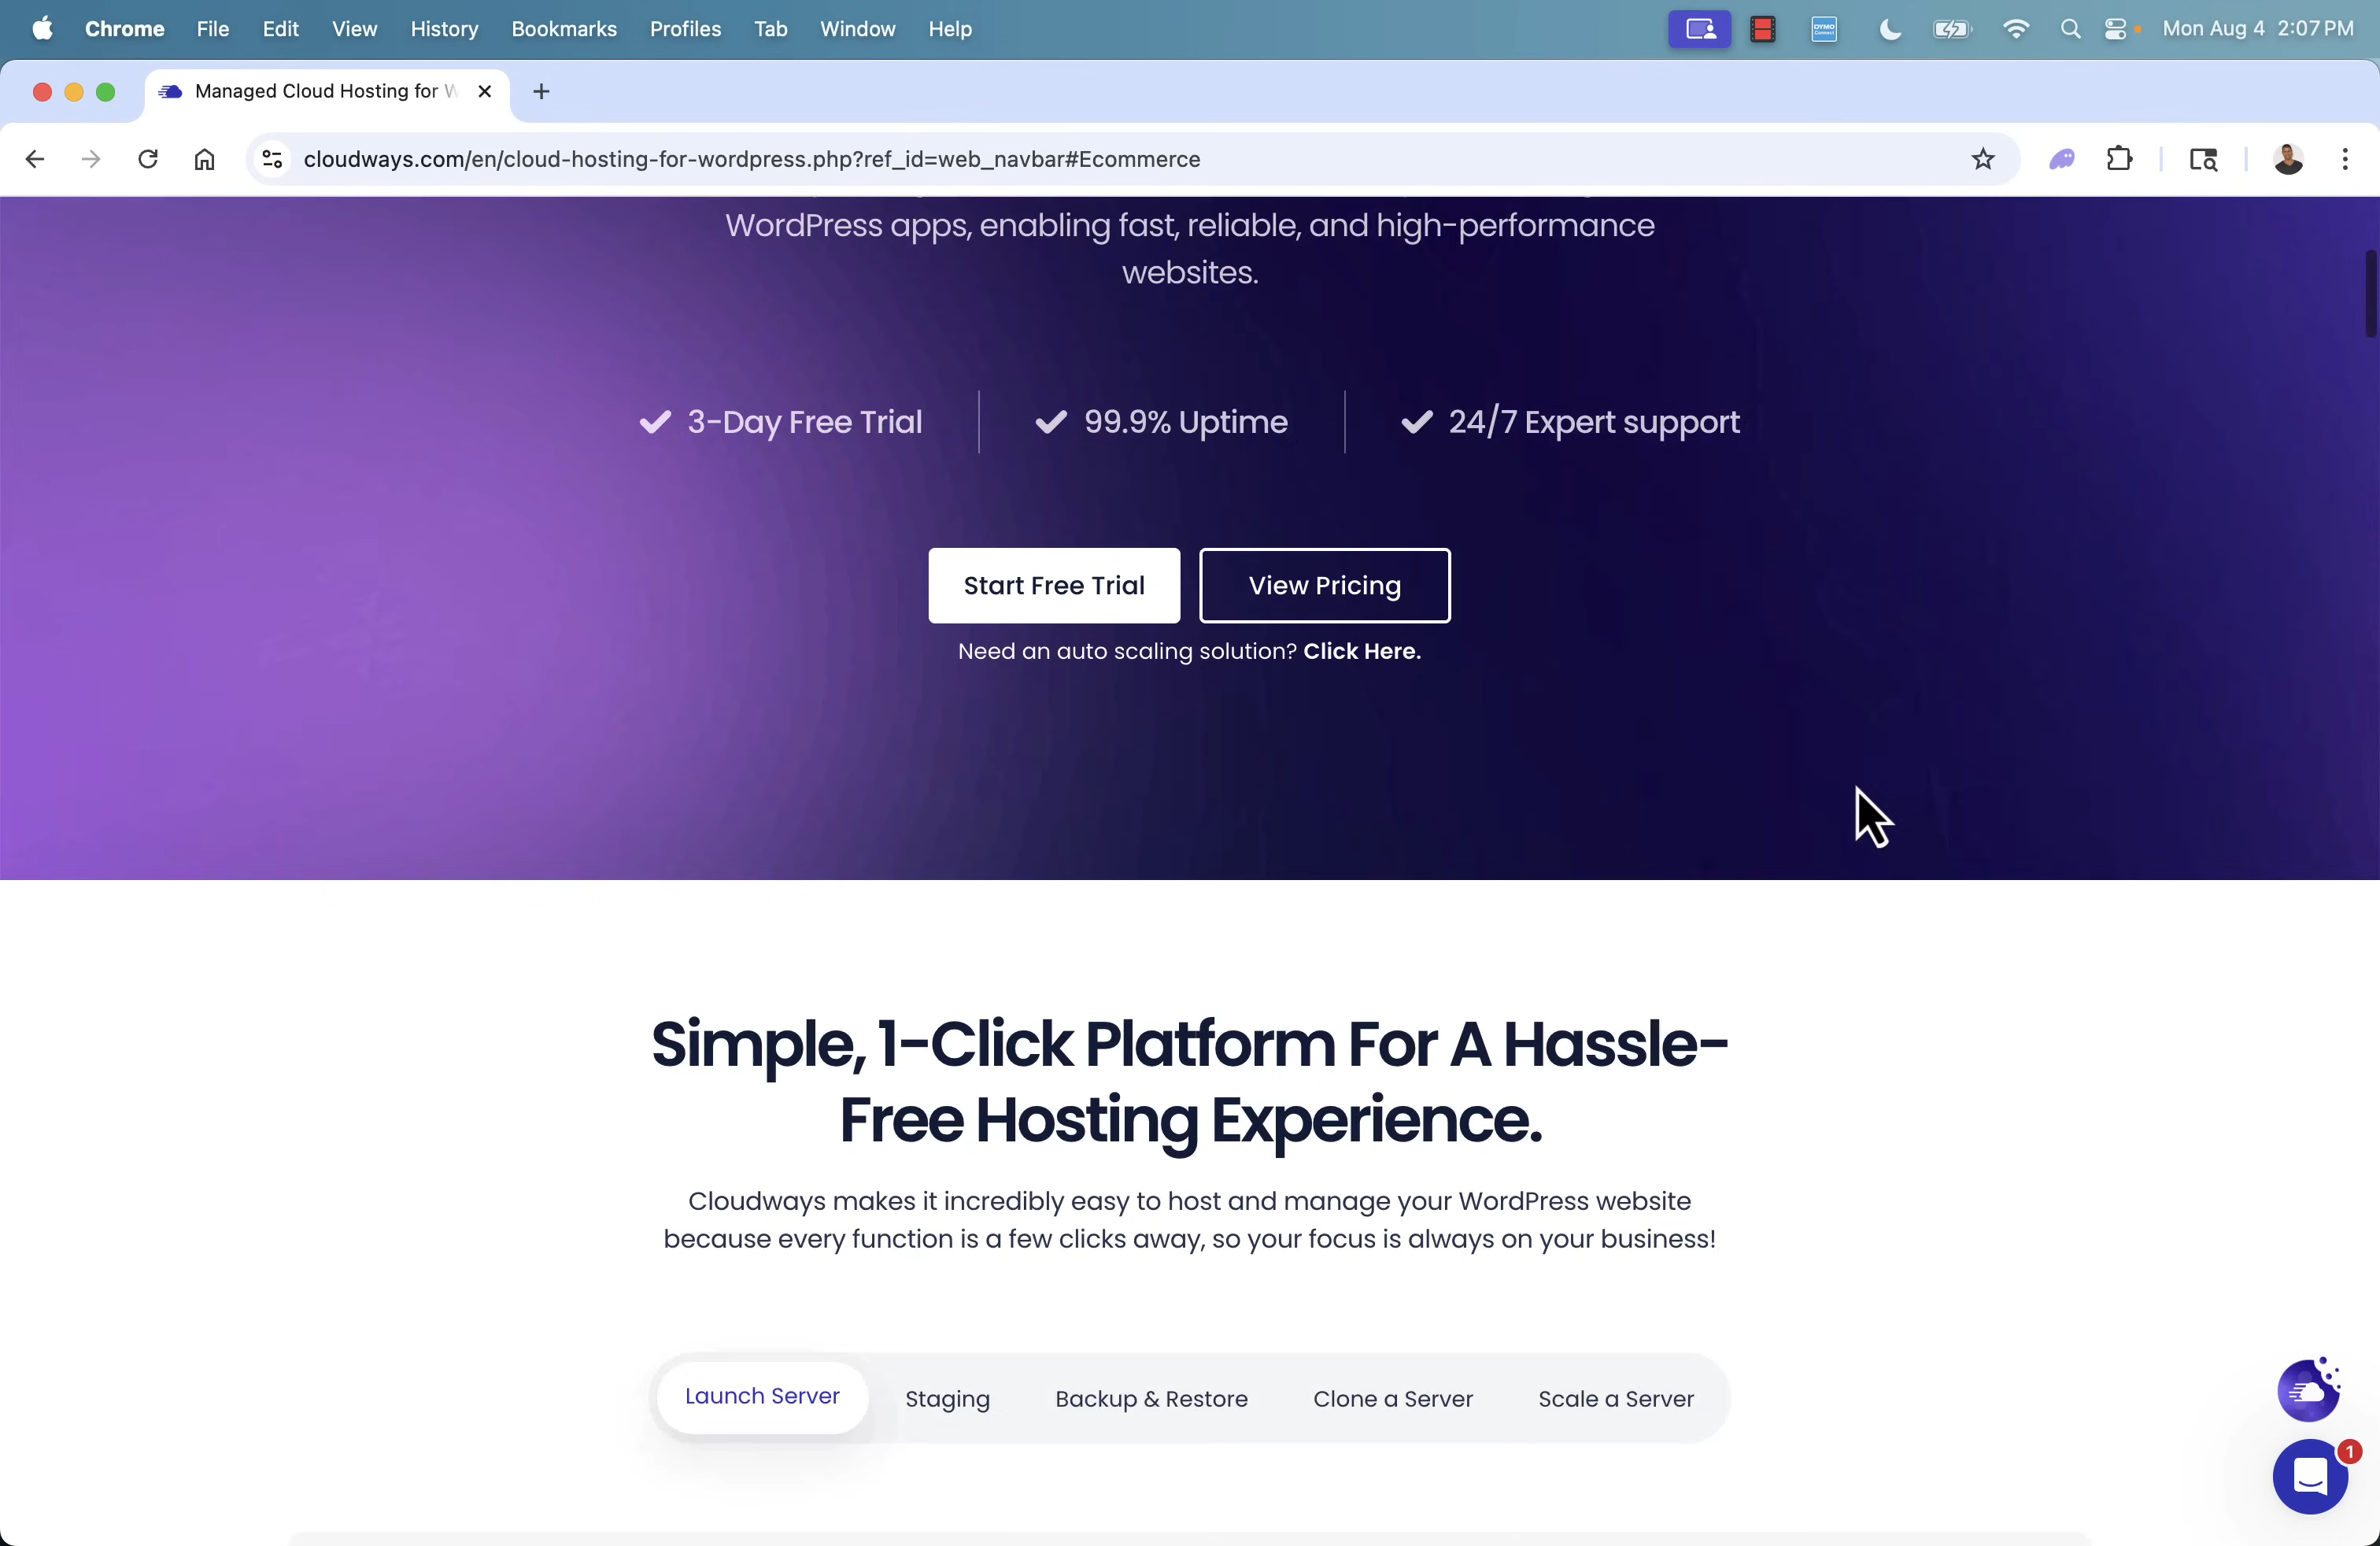 Chrome File Edit View History Bookmarks Profiles Tab Window Help
DYMO
Connect
Mon Aug 4 2:07 PM
Managed Cloud Hosting for W
cloudways.com/en/cloud-hosting-for-wordpress.php?ref_id=web_navbar#Ecommerce
WordPress apps, enabling fast, reliable, and high-performance
websites.
3-Day Free Trial
99.9% Uptime
24/7 Expert support
Start Free Trial
View Pricing
Need an auto scaling solution? Click Here.
Simple, 1-Click Platform For A Hassle-
Free Hosting Experience.
Cloudways makes it incredibly easy to host and manage your WordPress website
because every function is a few clicks away, so your focus is always on your business!
Launch Server
Staging
Backup & Restore
Clone a Server
Scale a Server
1